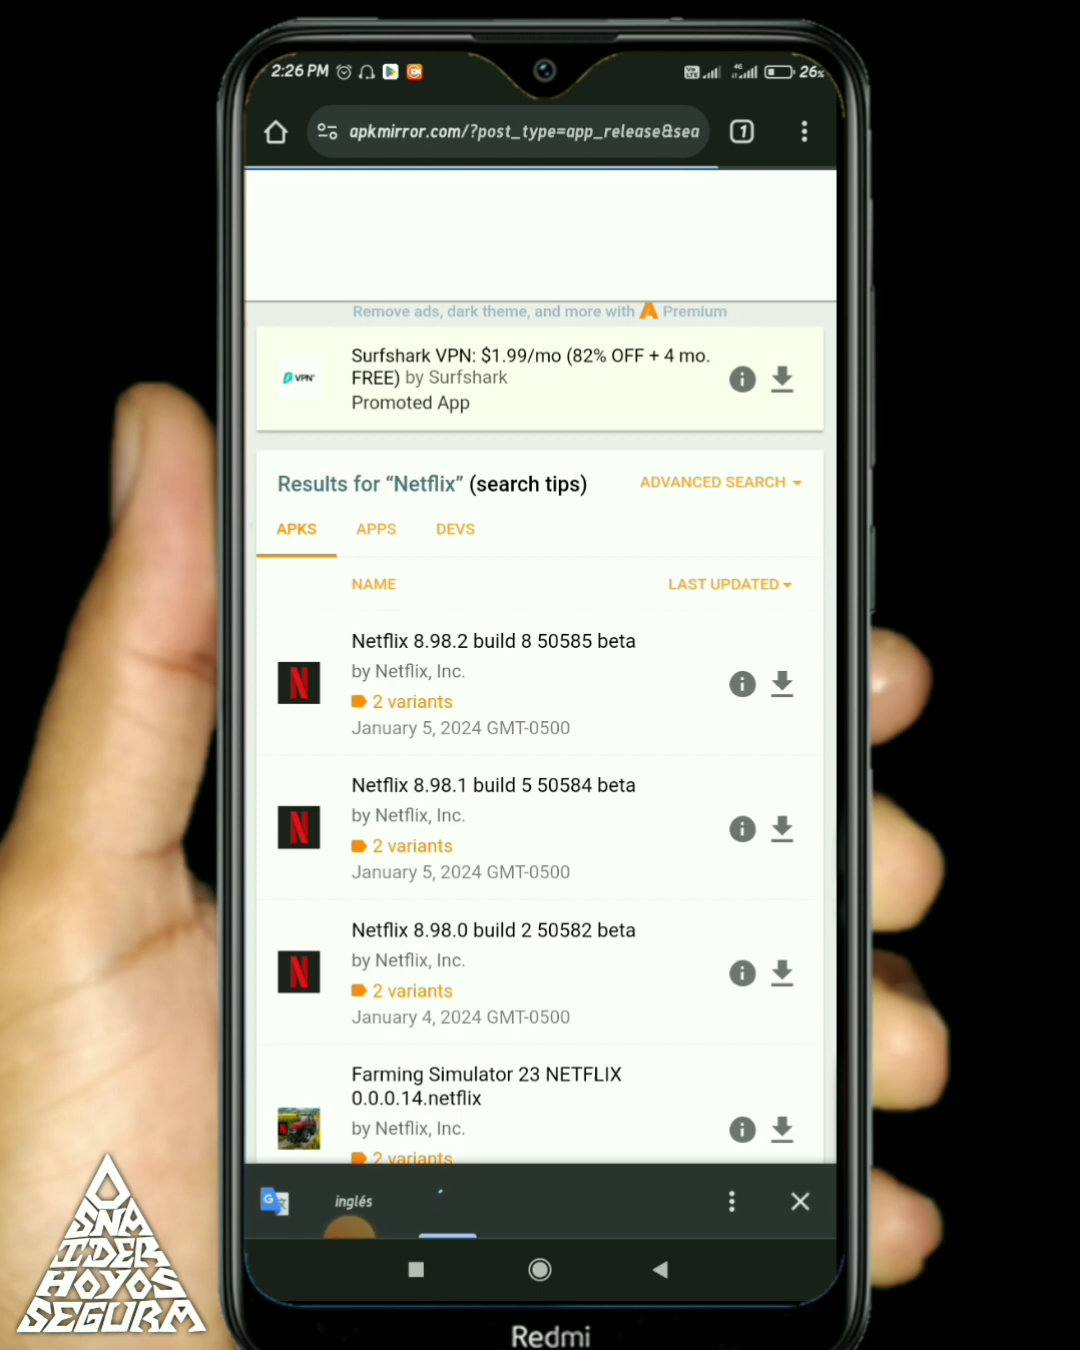 2:26 PM
4G
26%
apkmirror.com/?post_type=app_release&sea
1
Remove ads, dark theme, and more with Premium
VPN
Surfshark VPN: $1.99/mo (82% OFF + 4 mo.
FREE) by Surfshark
Promoted App
Results for “Netflix” (search tips)
ADVANCED SEARCH
APKS APPS DEVS
NAME LAST UPDATED
Netflix 8.98.2 build 8 50585 beta
by Netflix, Inc.
2 variants
January 5, 2024 GMT-0500
Netflix 8.98.1 build 5 50584 beta
by Netflix, Inc.
2 variants
January 5, 2024 GMT-0500
Netflix 8.98.0 build 2 50582 beta
by Netflix, Inc.
2 variants
January 4, 2024 GMT-0500
Farming Simulator 23 NETFLIX
0.0.0.14.netflix
by Netflix, Inc.
2 variants
inglés
Redmi
O
SNA
IDER
HOYOS
SEGURA